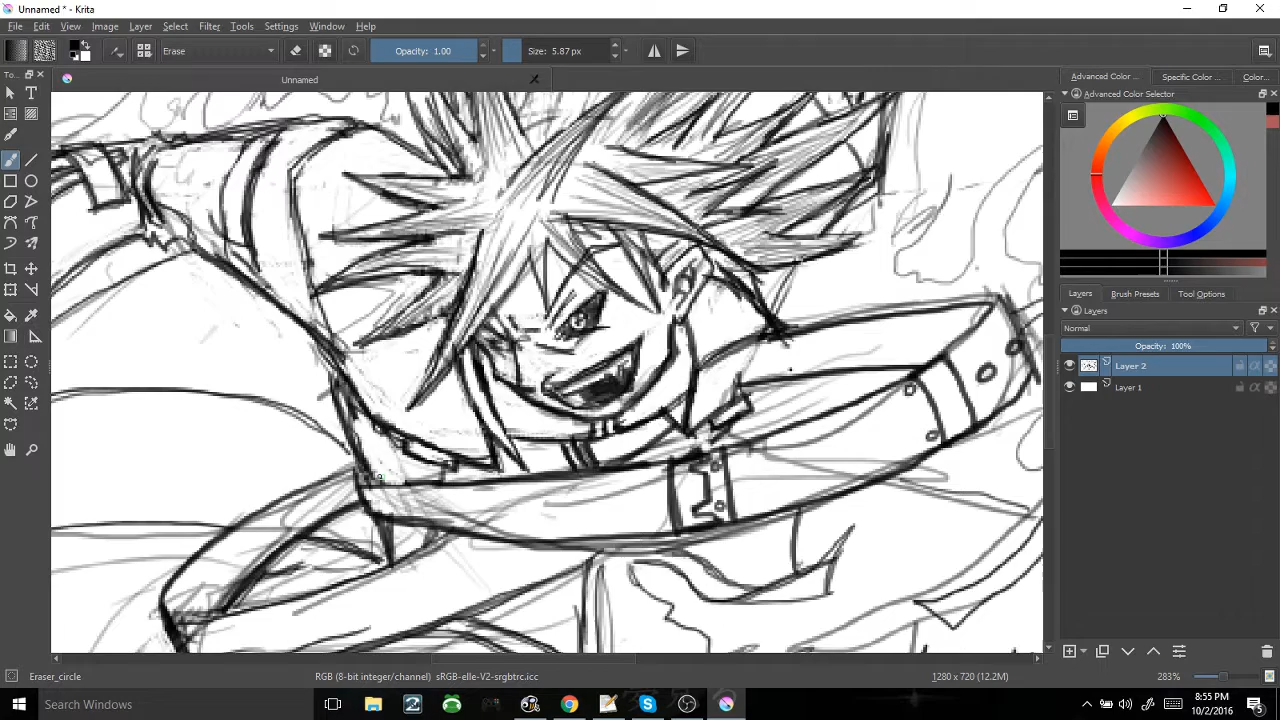 Unnamed * - Krita
File Edit View Image Layer Select Filter Tools Settings Window Help
Erase Opacity: 1.00 Size: 5.87 px
To... Unnamed Advanced Color ... Specific Color ... Color...
Advanced Color Selector
Layers Brush Presets Tool Options
Layers
Normal
Opacity: 100%
Layer 2
Layer 1
Eraser_circle RGB (8-bit integer/channel) sRGB-elle-V2-srgbtrc.icc 1280 x 720 (12.2M) 283%
Search Windows
8:55 PM
10/2/2016